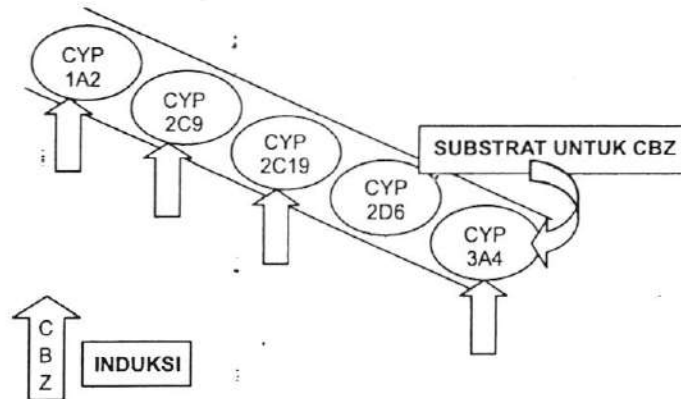 CYP
1A2
CYP
2C9
CYP
2C19
SUBSTRAT UNTUK CBZ
CYP
2D6
CYP
3A4
C
B
Z
INDUKSI